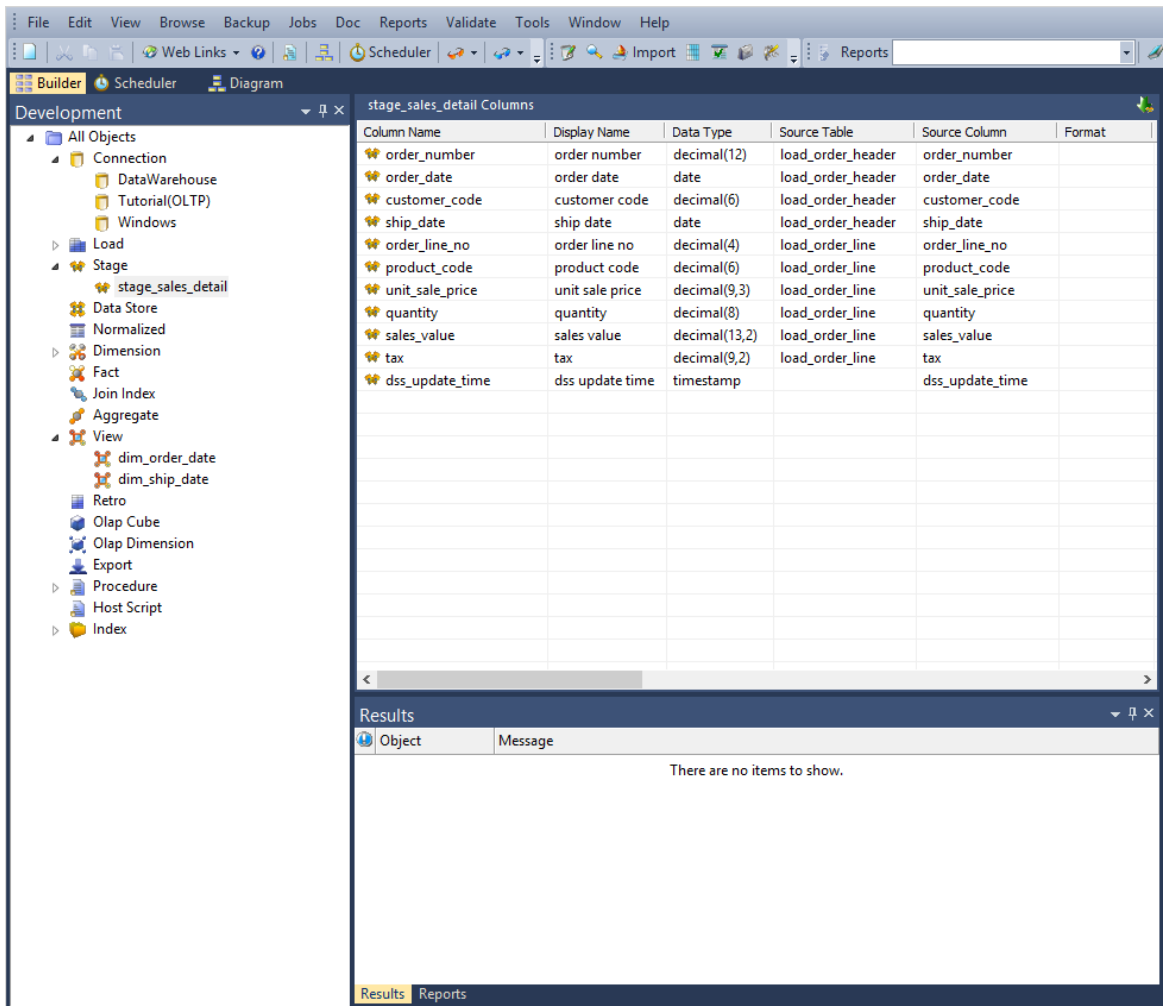 File Edit View Browse Backup Jobs Doc Reports Validate Tools Window Help
Web Links Scheduler Import Reports
Builder Scheduler Diagram
Development
All Objects
Connection
DataWarehouse
Tutorial(OLTP)
Windows
Load
Stage
stage_sales_detail
Data Store
Normalized
Dimension
Fact
Join Index
Aggregate
View
dim_order_date
dim_ship_date
Retro
Olap Cube
Olap Dimension
Export
Procedure
Host Script
Index
stage_sales_detail Columns
Column Name Display Name Data Type Source Table Source Column Format
order_number order number decimal(12) load_order_header order_number
order_date order date date load_order_header order_date
customer_code customer code decimal(6) load_order_header customer_code
ship_date ship date date load_order_header ship_date
order_line_no order line no decimal(4) load_order_line order_line_no
product_code product code decimal(6) load_order_line product_code
unit_sale_price unit sale price decimal(9,3) load_order_line unit_sale_price
quantity quantity decimal(8) load_order_line quantity
sales_value sales value decimal(13,2) load_order_line sales_value
tax tax decimal(9,2) load_order_line tax
dss_update_time dss update time timestamp dss_update_time
Results
Object Message
There are no items to show.
Results Reports